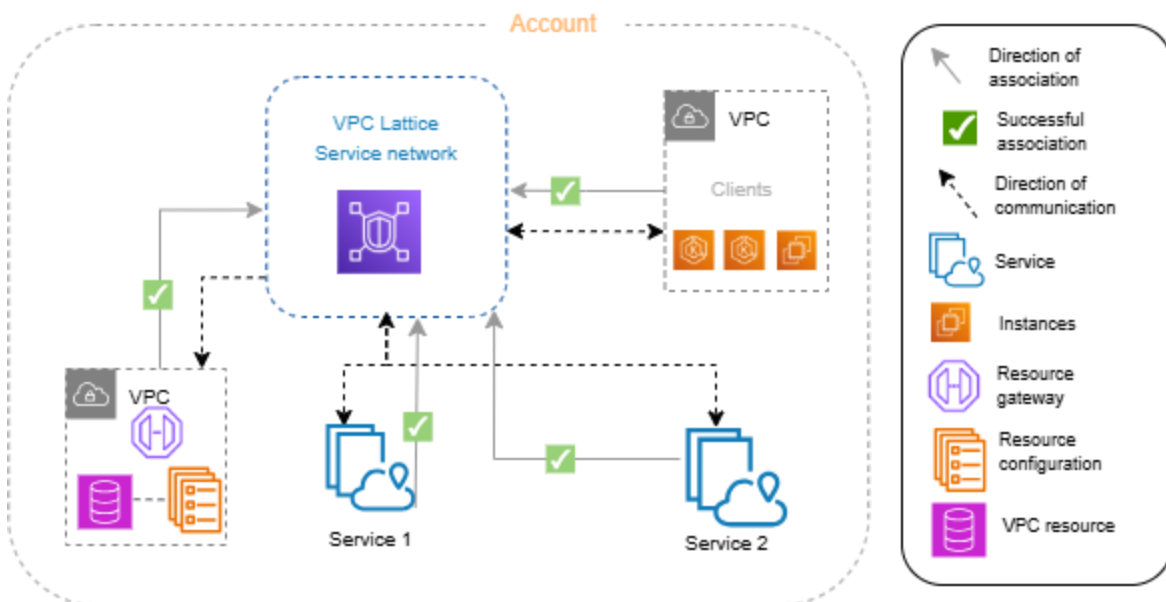 Account
VPC Lattice
Service network
VPC
Clients
VPC
Service 1
Service 2
Direction of
association
Successful
association
Direction of
communication
Service
Instances
Resource
gateway
Resource
configuration
VPC resource